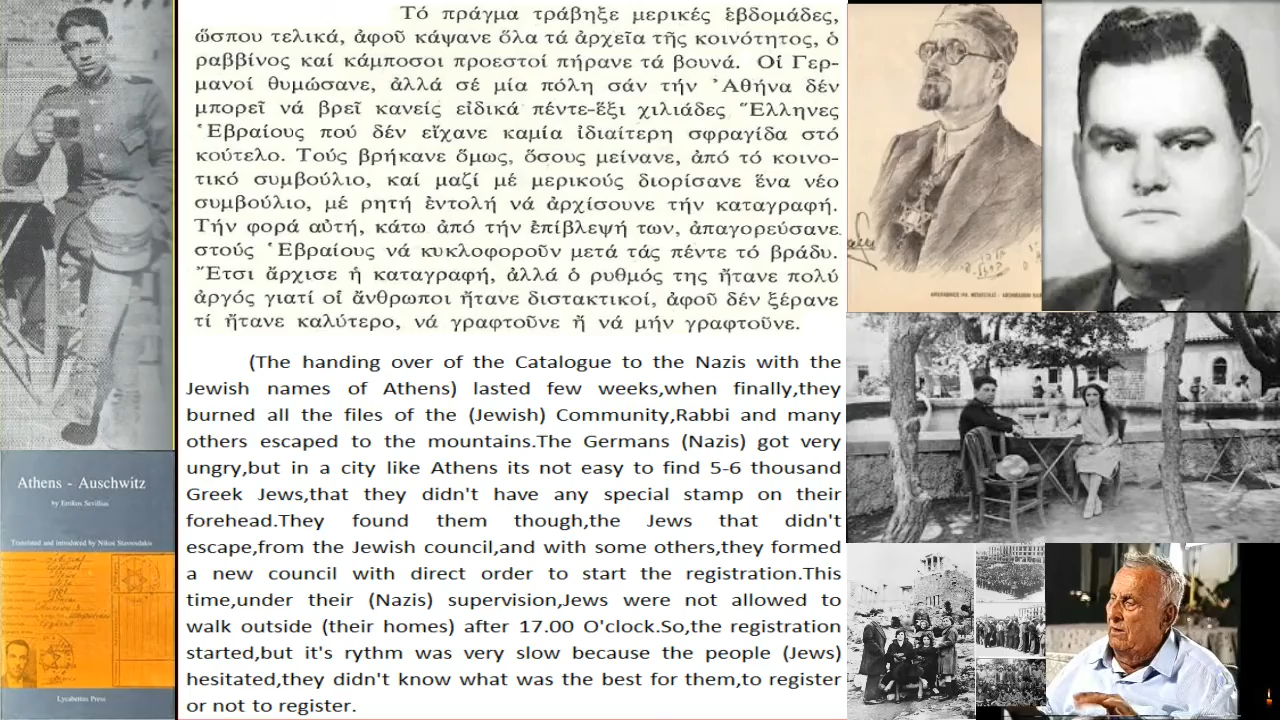 Τό πράγμα τράβηξε μερικές ἑβδομάδες,
ὥσπου τελικά, ἀφοῦ κάψανε ὅλα τά ἀρχεῖα τῆς κοινότητος, ὁ
ραββίνος καί κάμποσοι προεστοί πήρανε τά βουνά. Οἱ Γερ-
μανοί θυμώσανε, ἀλλά σέ μία πόλη σάν τήν Ἀθήνα δέν
μπορεῖ νά βρεῖ κανείς εἰδικά πέντε-ἕξι χιλιάδες Ἕλληνες
Ἑβραίους πού δέν εἴχανε καμία ἰδιαίτερη σφραγίδα στό
κούτελο. Τούς βρήκανε ὅμως, ὅσους μείνανε, ἀπό τό κοινο-
τικό συμβούλιο, καί μαζί μέ μερικούς διορίσανε ἕνα νέο
συμβούλιο, μέ ρητή ἐντολή νά ἀρχίσουνε τήν καταγραφή.
Τήν φορά αὐτή, κάτω ἀπό τήν ἐπίβλεψή των, ἀπαγορεύσανε
στούς Ἑβραίους νά κυκλοφοροῦν μετά τάς πέντε τό βράδυ.
Ἔτσι ἄρχισε ἡ καταγραφή, ἀλλά ὁ ρυθμός της ἤτανε πολύ
ἀργός γιατί οἱ ἄνθρωποι ἤτανε διστακτικοί, ἀφοῦ δέν ξέρανε
τί ἤτανε καλύτερο, νά γραφτοῦνε ἤ νά μήν γραφτοῦνε.
(The handing over of the Catalogue to the Nazis with the
Jewish names of Athens) lasted few weeks,when finally,they
burned all the files of the (Jewish) Community,Rabbi and many
others escaped to the mountains.The Germans (Nazis) got very
ungry,but in a city like Athens its not easy to find 5-6 thousand
Greek Jews,that they didn't have any special stamp on their
forehead.They found them though,the Jews that didn't
escape,from the Jewish council,and with some others,they formed
a new council with direct order to start the registration.This
time,under their (Nazis) supervision,Jews were not allowed to
walk outside (their homes) after 17.00 O'clock.So,the registration
started,but it's rythm was very slow because the people (Jews)
hesitated,they didn't know what was the best for them,to register
or not to register.
Athens - Auschwitz
by Errikos Sevillias
Translated and introduced by Nikos Stavroulakis
Lycabettus Press